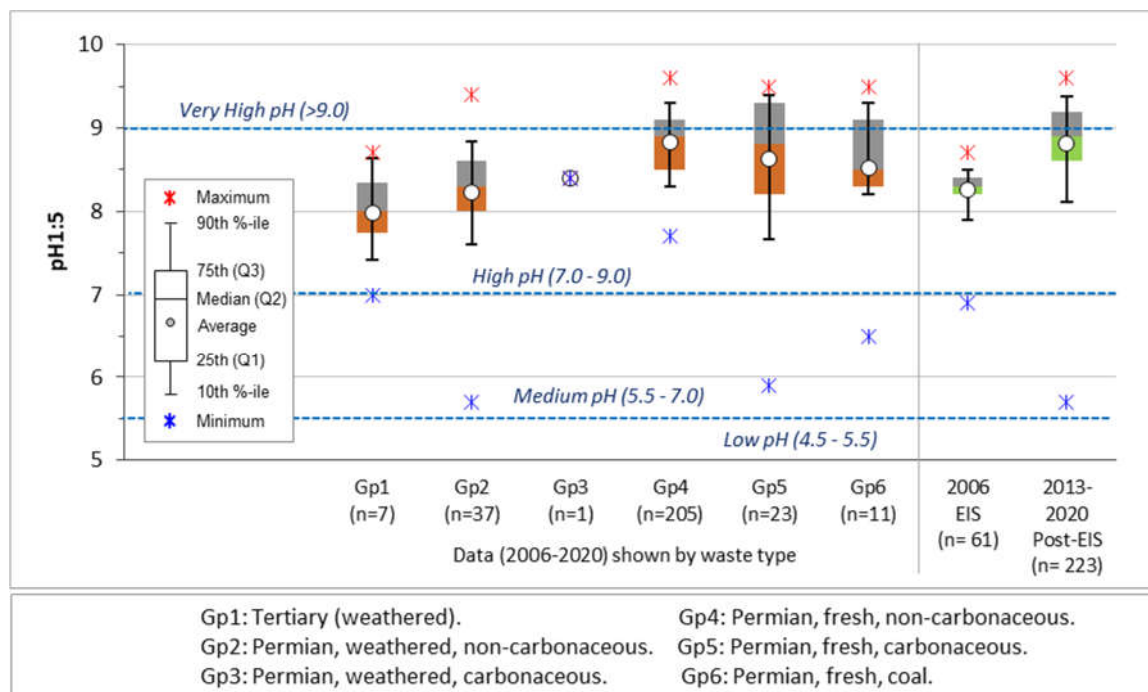 10
9
8
7
6
5
pH1:5
Very High pH (>9.0)
High pH (7.0 - 9.0)
Medium pH (5.5 - 7.0)
Low pH (4.5 - 5.5)
Maximum
90th %-ile
75th (Q3)
Median (Q2)
Average
25th (Q1)
10th %-ile
Minimum
Gp1
(n=7)
Gp2
(n=37)
Gp3
(n=1)
Gp4
(n=205)
Gp5
(n=23)
Gp6
(n=11)
2006
EIS
(n= 61)
2013-
2020
Post-EIS
(n= 223)
Data (2006-2020) shown by waste type
Gp1: Tertiary (weathered).
Gp2: Permian, weathered, non-carbonaceous.
Gp3: Permian, weathered, carbonaceous.
Gp4: Permian, fresh, non-carbonaceous.
Gp5: Permian, fresh, carbonaceous.
Gp6: Permian, fresh, coal.